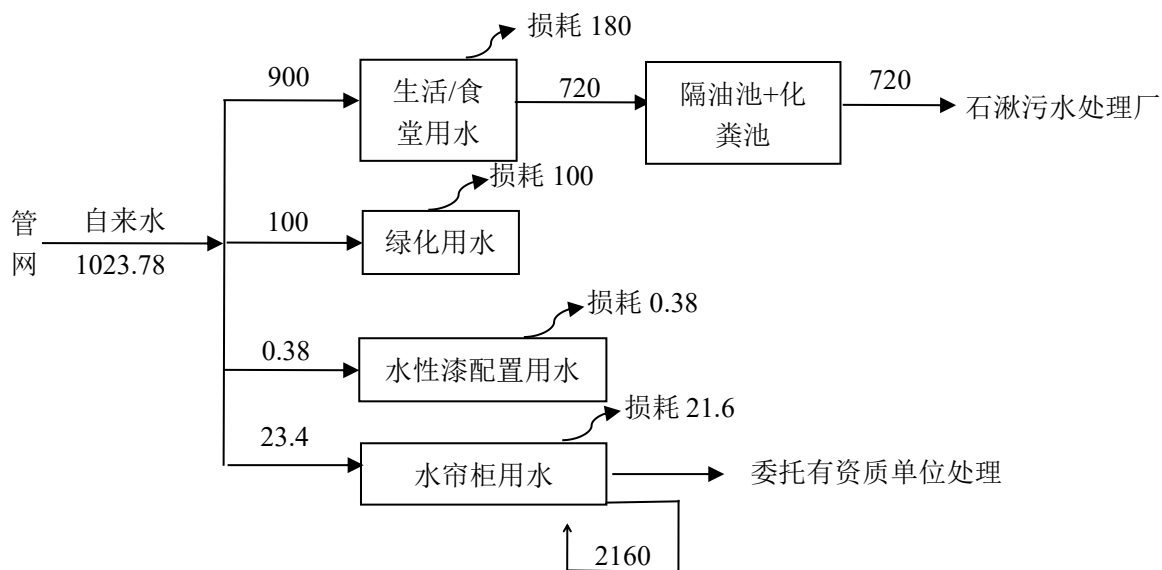 损耗 180
900
生活/食
堂用水
720
隔油池+化
粪池
720
石湫污水处理厂
损耗 100
管
网
自来水
1023.78
100
绿化用水
损耗 0.38
0.38
水性漆配置用水
损耗 21.6
23.4
水帘柜用水
委托有资质单位处理
2160